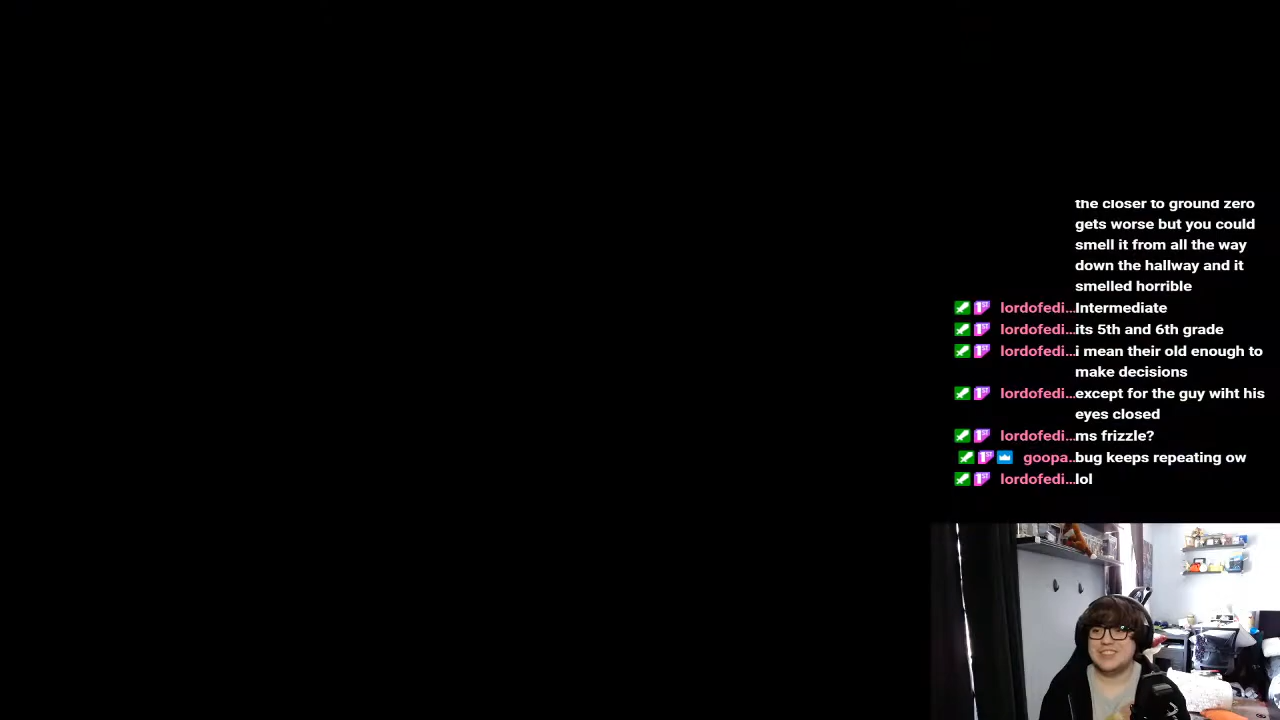 the closer to ground zero
gets worse but you could
smell it from all the way
down the hallway and it
smelled horrible
lordofedi...Intermediate
lordofedi...its 5th and 6th grade
lordofedi...i mean their old enough to
make decisions
lordofedi...except for the guy wiht his
eyes closed
lordofedi...ms frizzle?
goopa...bug keeps repeating ow
lordofedi...lol